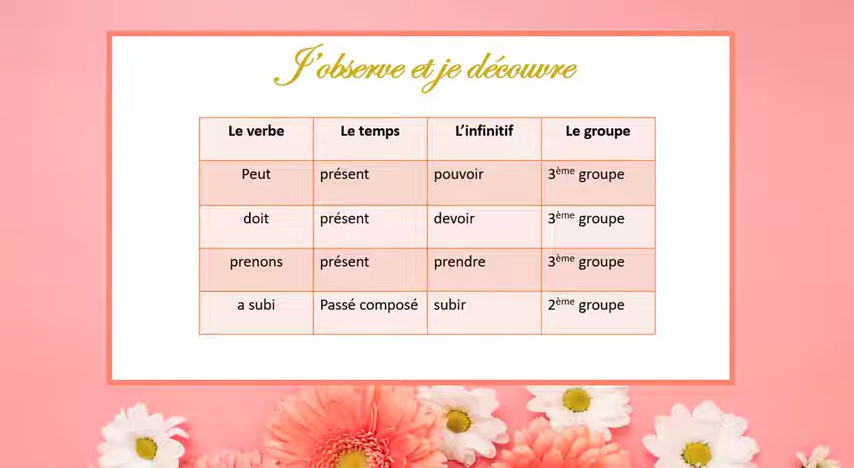 J'observe et je découvre
Le verbe Le temps L'infinitif Le groupe
Peut présent pouvoir 3ème groupe
doit présent devoir 3ème groupe
prenons présent prendre 3ème groupe
a subi Passé composé subir 2ème groupe